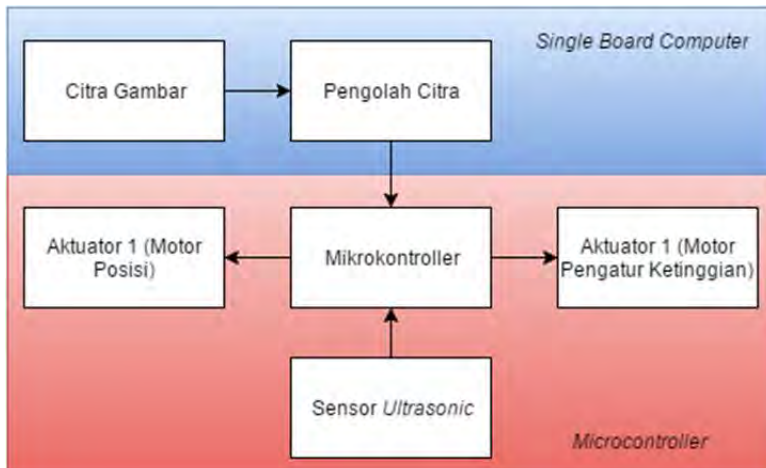 Single Board Computer
Citra Gambar
Pengolah Citra
Aktuator 1 (Motor
Posisi)
Mikrokontroller
Aktuator 1 (Motor
Pengatur Ketinggian)
Sensor Ultrasonic
Microcontroller